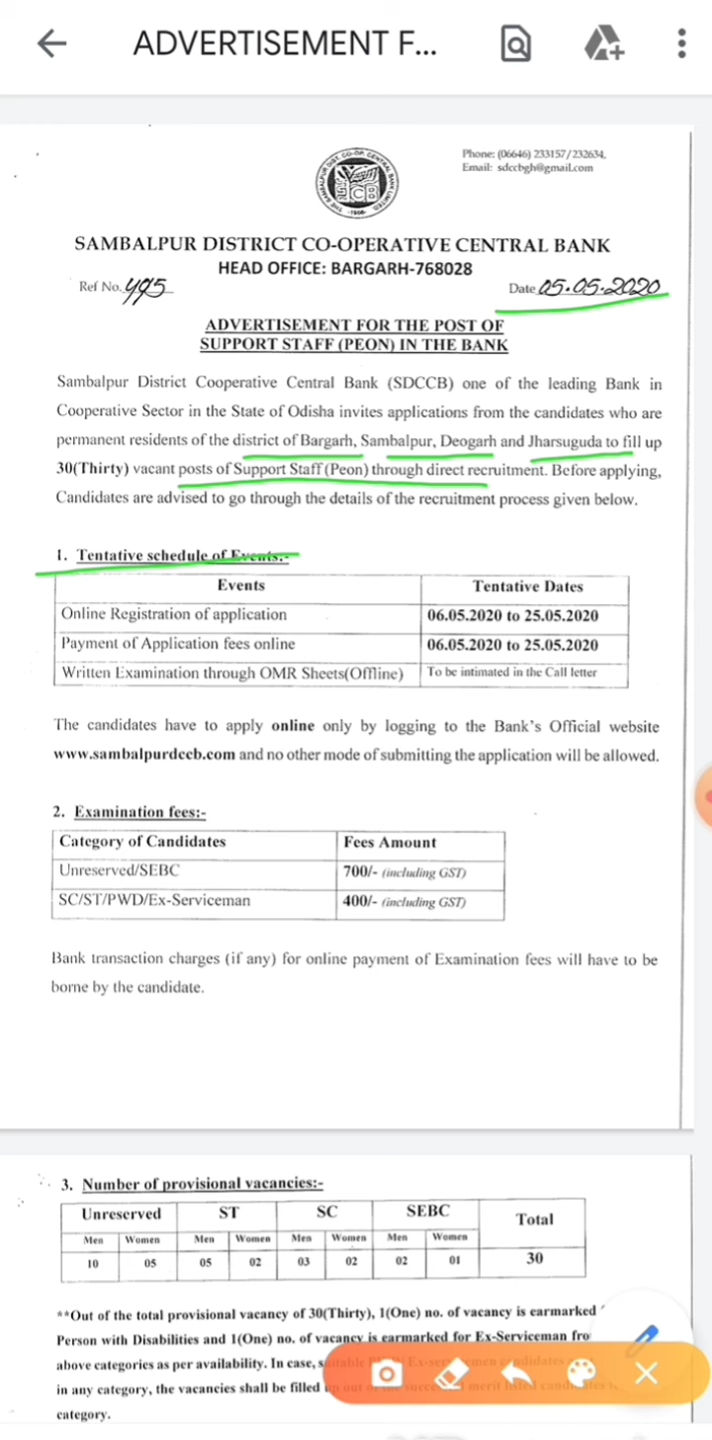 ADVERTISEMENT F...
Phone: (06646) 233157/232634,
Email: sdccbgh@gmail.com
SAMBALPUR DISTRICT CO-OPERATIVE CENTRAL BANK
HEAD OFFICE: BARGARH-768028
Ref No. 495 Date 05.05.2020
ADVERTISEMENT FOR THE POST OF
SUPPORT STAFF (PEON) IN THE BANK
Sambalpur District Cooperative Central Bank (SDCCB) one of the leading Bank in
Cooperative Sector in the State of Odisha invites applications from the candidates who are
permanent residents of the district of Bargarh, Sambalpur, Deogarh and Jharsuguda to fill up
30(Thirty) vacant posts of Support Staff (Peon) through direct recruitment. Before applying,
Candidates are advised to go through the details of the recruitment process given below.
1. Tentative schedule of Events:-
Events Tentative Dates
Online Registration of application 06.05.2020 to 25.05.2020
Payment of Application fees online 06.05.2020 to 25.05.2020
Written Examination through OMR Sheets(Offline) To be intimated in the Call letter
The candidates have to apply online only by logging to the Bank's Official website
www.sambalpurdccb.com and no other mode of submitting the application will be allowed.
2. Examination fees:-
Category of Candidates Fees Amount
Unreserved/SEBC 700/- (including GST)
SC/ST/PWD/Ex-Serviceman 400/- (including GST)
Bank transaction charges (if any) for online payment of Examination fees will have to be
borne by the candidate.
3. Number of provisional vacancies:-
Unreserved ST SC SEBC Total
Men Women Men Women Men Women Men Women
10 05 05 02 03 02 02 01 30
**Out of the total provisional vacancy of 30(Thirty), 1(One) no. of vacancy is earmarked
Person with Disabilities and 1(One) no. of vacancy is earmarked for Ex-Serviceman fro
above categories as per availability. In case,
in any category, the vacancies shall be filled
category.